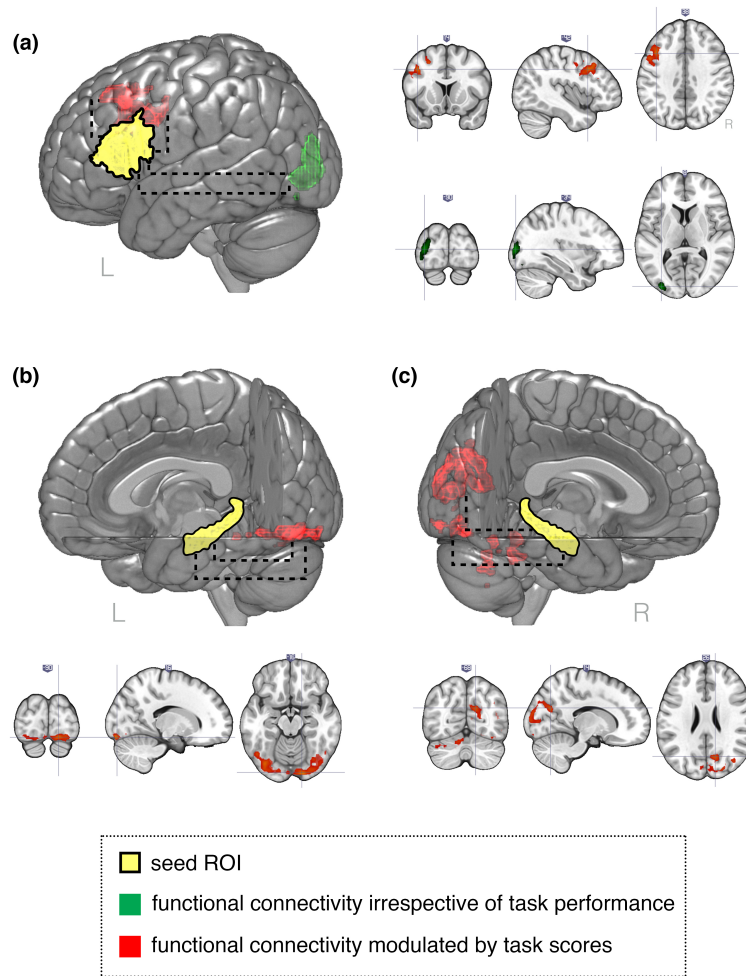 (a)
R
L
(b)
(c)
L
R
seed ROI
functional connectivity irrespective of task performance
functional connectivity modulated by task scores